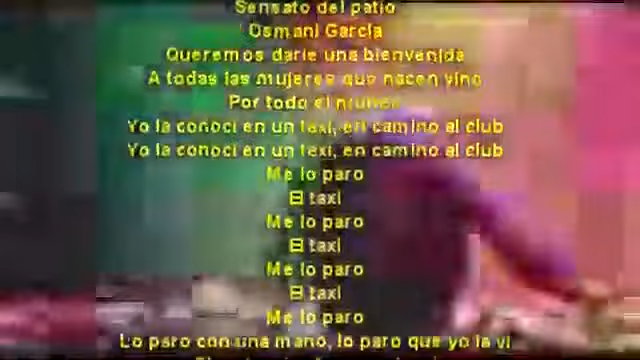 Sensato del patio
Osmani Garcia
Queremos darle una bienvenida
A todas las mujeres que hacen vino
Por todo el mundo
Yo la conoci en un taxi, en camino al club
Yo la conoci en un taxi, en camino al club
Me lo paro
El taxi
Me lo paro
El taxi
Me lo paro
El taxi
Me lo paro
Lo paro con una mano, lo paro que yo la vi